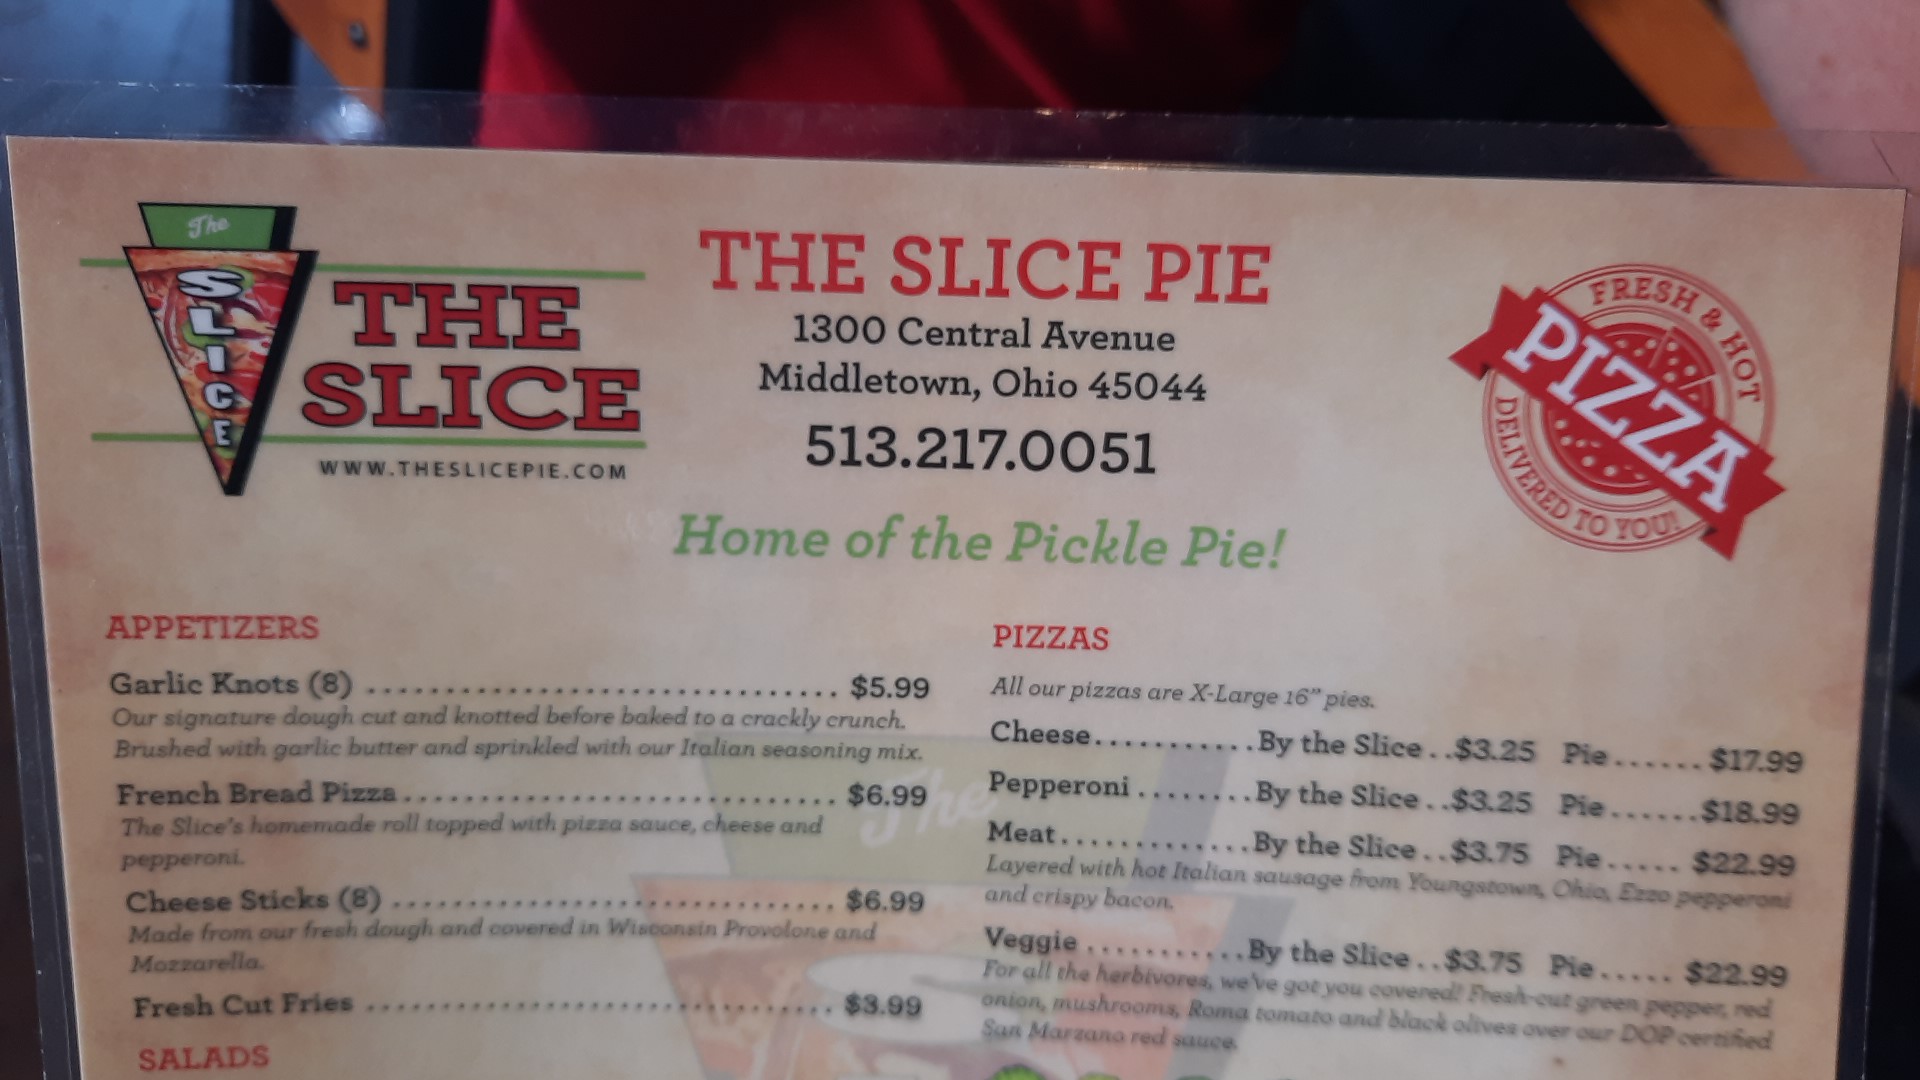 The
SLICE
THE
SLICE
WWW.THESLICEPIE.COM
THE SLICE PIE
1300 Central Avenue
Middletown, Ohio 45044
513.217.0051
Home of the Pickle Pie!
FRESH & HOT
PIZZA
DELIVERED TO YOU!
APPETIZERS
Garlic Knots (8) .............................. $5.99
Our signature dough cut and knotted before baked to a crackly crunch.
Brushed with garlic butter and sprinkled with our Italian seasoning mix.
French Bread Pizza............................ $6.99
The Slice's homemade roll topped with pizza sauce, cheese and
pepperoni.
Cheese Sticks (8) ............................ $6.99
Made from our fresh dough and covered in Wisconsin Provolone and
Mozzarella.
Fresh Cut Fries .............................. $3.99
SALADS
PIZZAS
All our pizzas are X-Large 16" pies.
Cheese...........By the Slice..$3.25 Pie......$17.99
Pepperoni ........By the Slice..$3.25 Pie......$18.99
Meat.............By the Slice..$3.75 Pie..... $22.99
Layered with hot Italian sausage from Youngstown, Ohio, Ezzo pepperoni
and crispy bacon.
Veggie ...........By the Slice..$3.75 Pie..... $22.99
For all the herbivores, we've got you covered! Fresh-cut green pepper, red
onion, mushrooms, Roma tomato and black olives over our DOP certified
San Marzano red sauce.
The